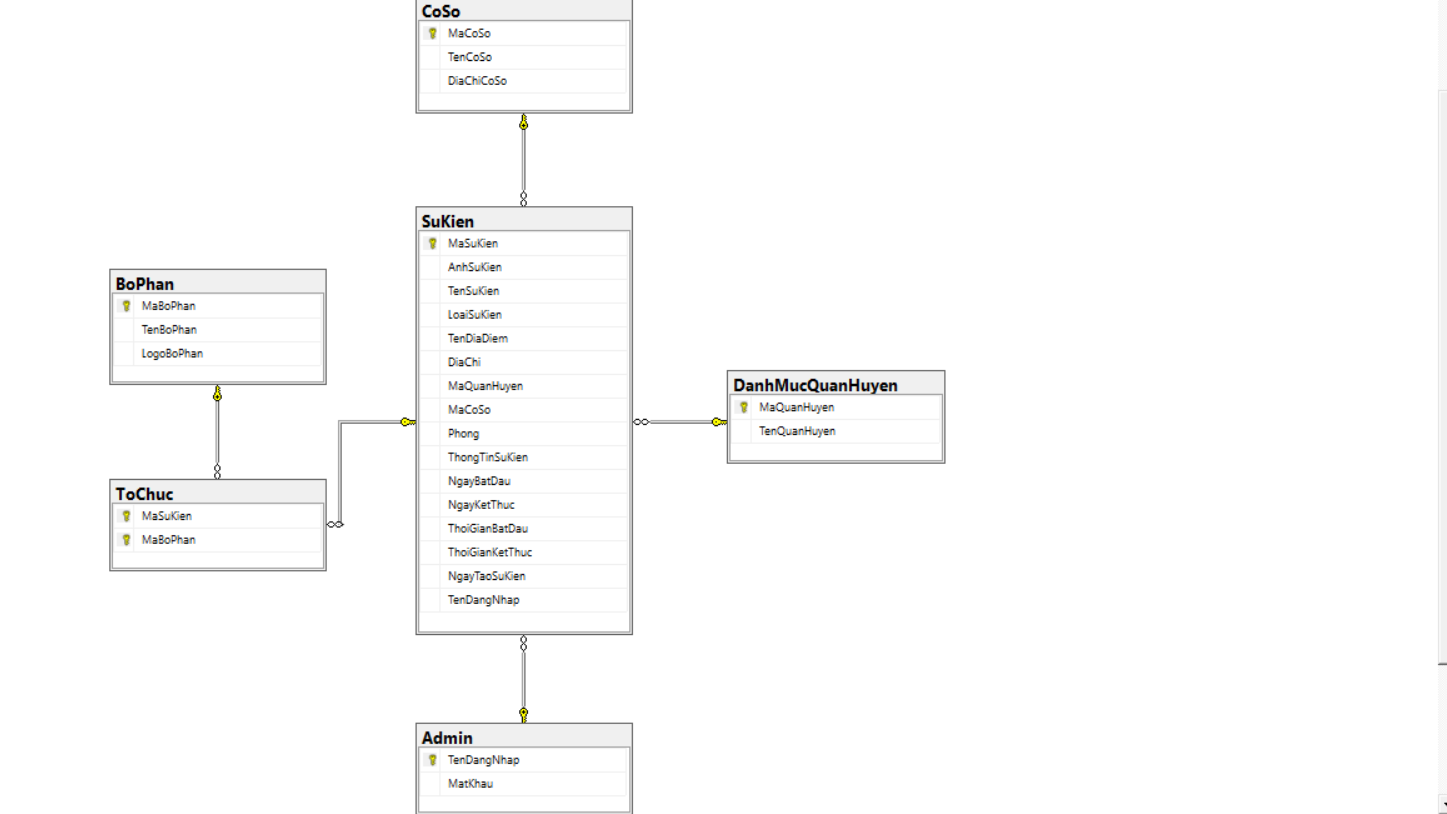 CoSo
MaCoSo
TenCoSo
DiaChiCoSo
SuKien
MaSuKien
AnhSuKien
TenSuKien
LoaiSuKien
TenDiaDiem
DiaChi
MaQuanHuyen
MaCoSo
Phong
ThongTinSuKien
NgayBatDau
NgayKetThuc
ThoiGianBatDau
ThoiGianKetThuc
NgayTaoSuKien
TenDangNhap
BoPhan
MaBoPhan
TenBoPhan
LogoBoPhan
ToChuc
MaSuKien
MaBoPhan
DanhMucQuanHuyen
MaQuanHuyen
TenQuanHuyen
Admin
TenDangNhap
MatKhau